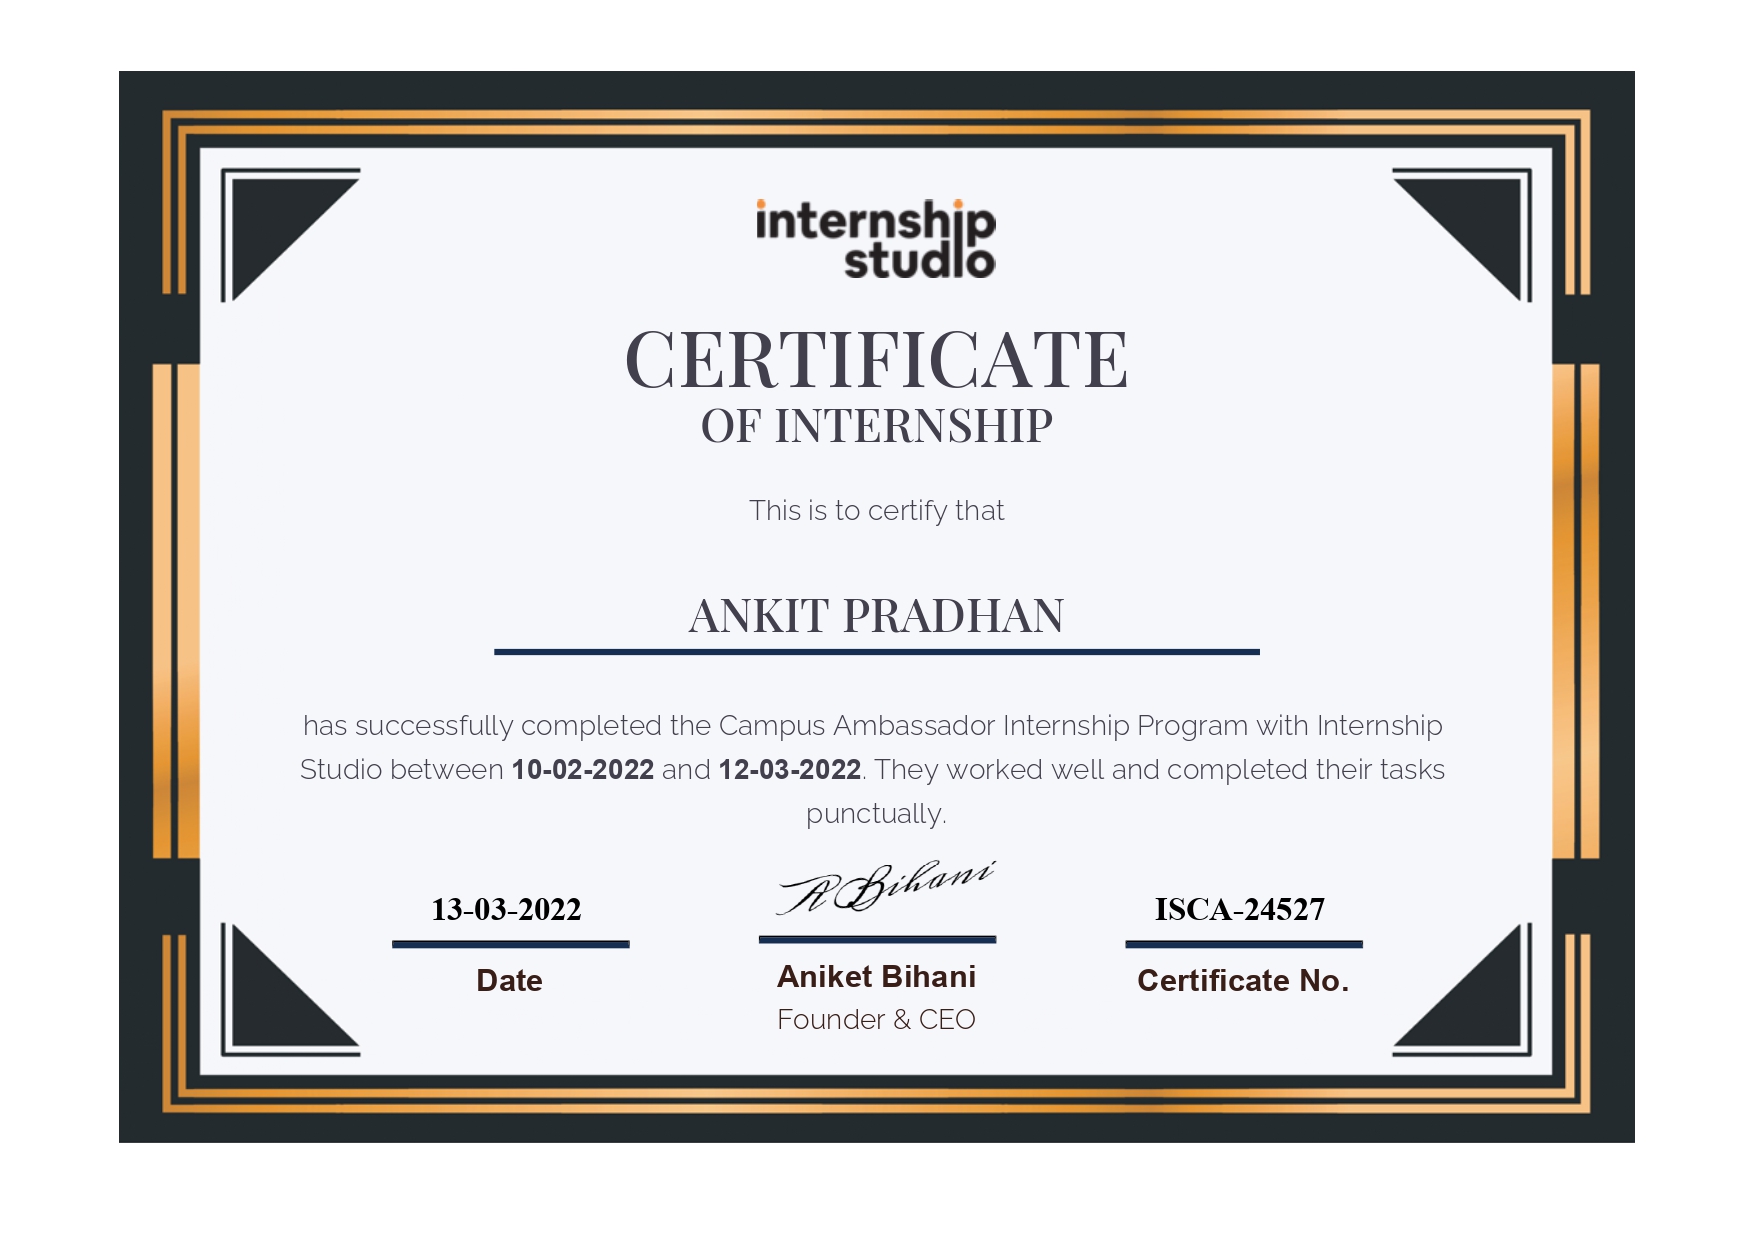 internship
studio
CERTIFICATE
OF INTERNSHIP
This is to certify that
ANKIT PRADHAN
has successfully completed the Campus Ambassador Internship Program with Internship
Studio between 10-02-2022 and 12-03-2022. They worked well and completed their tasks
punctually.
A Bihani
13-03-2022
ISCA-24527
Date
Aniket Bihani
Certificate No.
Founder & CEO